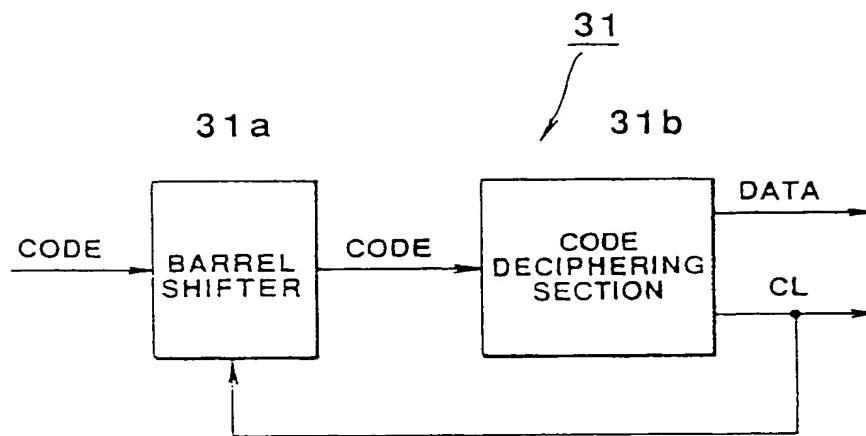 31
31a
31b
CODE
BARREL
SHIFTER
CODE
CODE
DECIPHERING
SECTION
DATA
CL